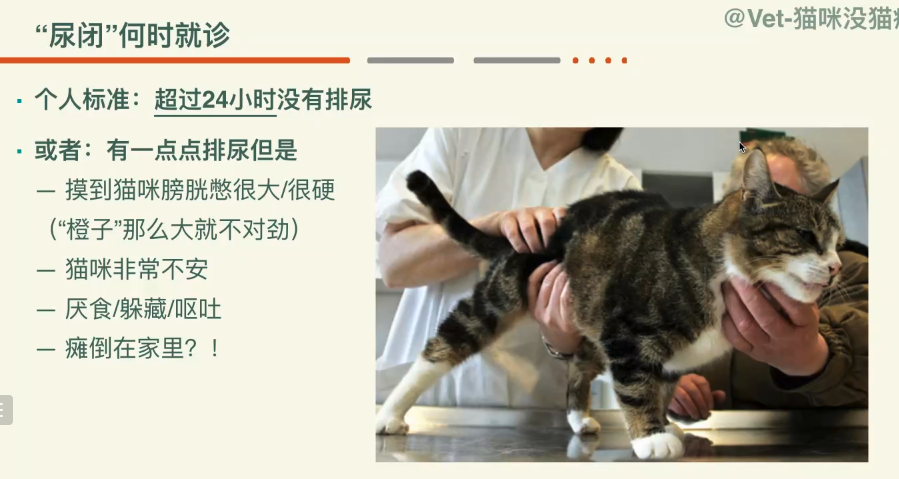 @Vet-猫咪没猫
“尿闭”何时就诊
· 个人标准：超过24小时没有排尿
· 或者：有一点点排尿但是
— 摸到猫咪膀胱憋很大/很硬
（“橙子”那么大就不对劲）
— 猫咪非常不安
— 厌食/躲藏/呕吐
— 瘫倒在家里？！